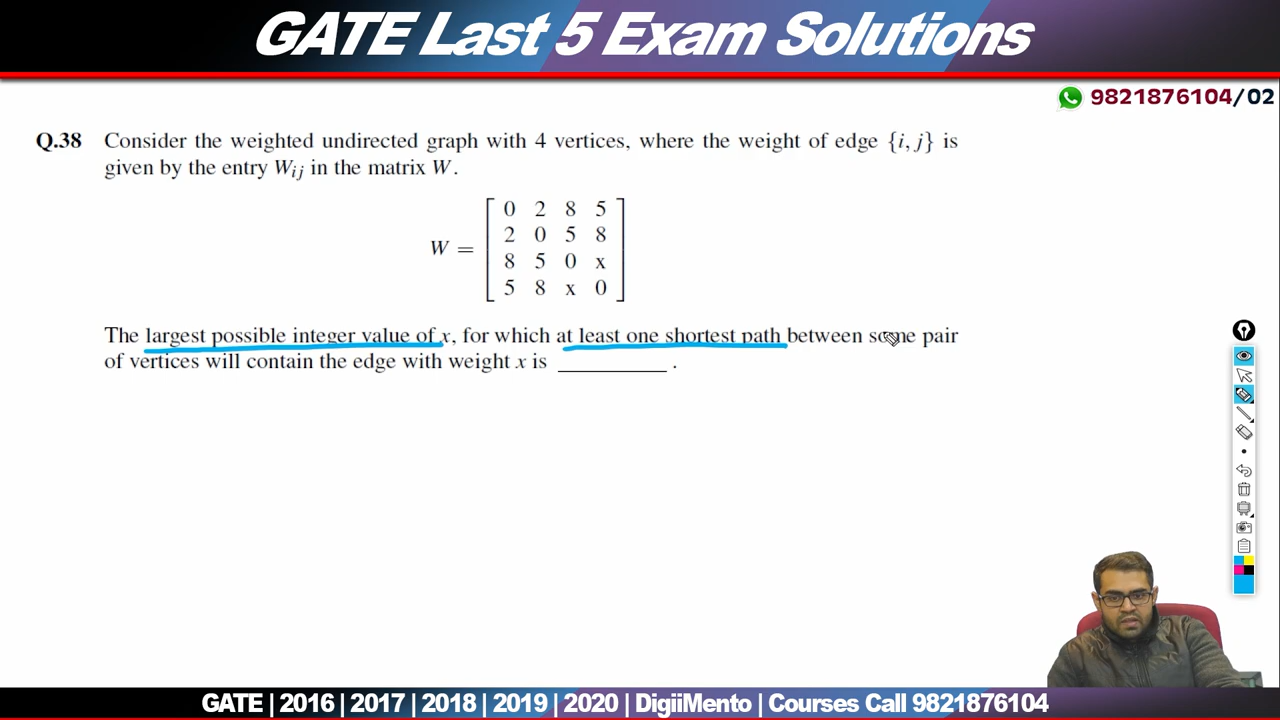 GATE Last 5 Exam Solutions
9821876104/02
Q.38 Consider the weighted undirected graph with 4 vertices, where the weight of edge {i, j} is
given by the entry W_ij in the matrix W.
W = [ 0 2 8 5
2 0 5 8
8 5 0 x
5 8 x 0 ]
The largest possible integer value of x, for which at least one shortest path between some pair
of vertices will contain the edge with weight x is __________ .
GATE | 2016 | 2017 | 2018 | 2019 | 2020 | DigiiMento | Courses Call 9821876104